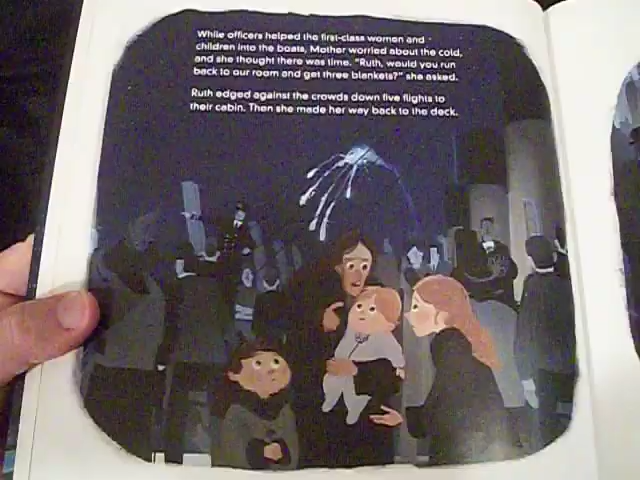 While officers helped the first-class women and
children into the boats, Mother worried about the cold,
and she thought there was time. "Ruth, would you run
back to our room and get three blankets?" she asked.
Ruth edged against the crowds down five flights to
their cabin. Then she made her way back to the deck.